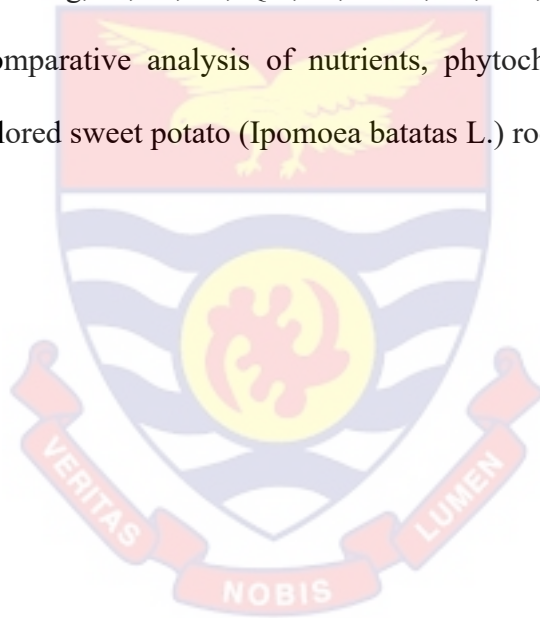 omparative analysis of nutrients, phytoch
lored sweet potato (Ipomoea batatas L.) ro
VERITAS
NOBIS
LUMEN